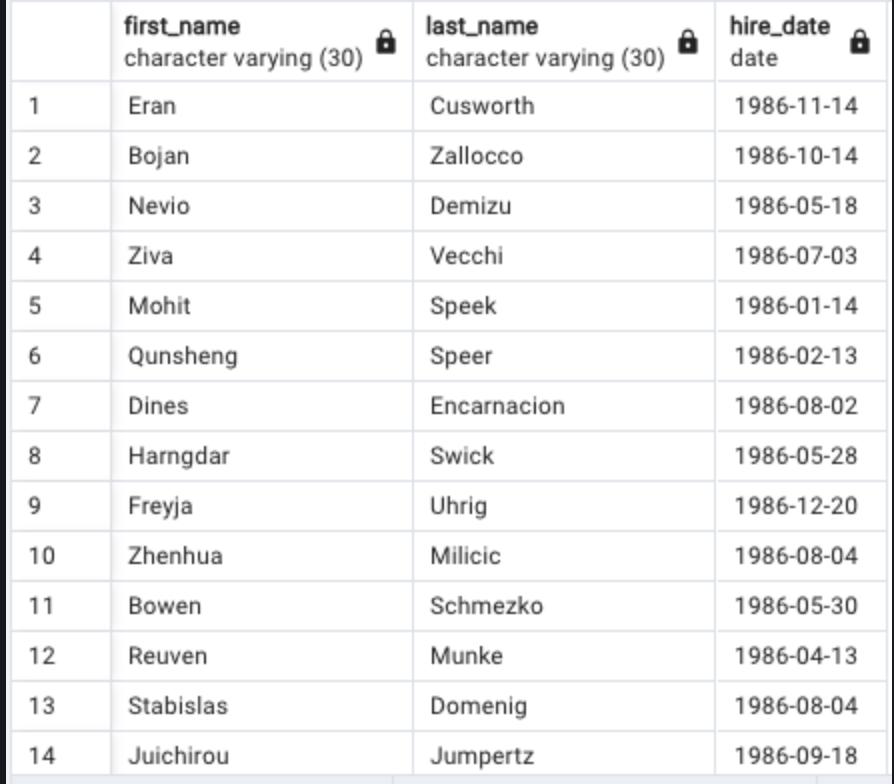 first_name last_name hire_date
character varying (30) character varying (30) date
1 Eran Cusworth 1986-11-14
2 Bojan Zallocco 1986-10-14
3 Nevio Demizu 1986-05-18
4 Ziva Vecchi 1986-07-03
5 Mohit Speek 1986-01-14
6 Qunsheng Speer 1986-02-13
7 Dines Encarnacion 1986-08-02
8 Harngdar Swick 1986-05-28
9 Freyja Uhrig 1986-12-20
10 Zhenhua Milicic 1986-08-04
11 Bowen Schmezko 1986-05-30
12 Reuven Munke 1986-04-13
13 Stabislas Domenig 1986-08-04
14 Juichirou Jumpertz 1986-09-18